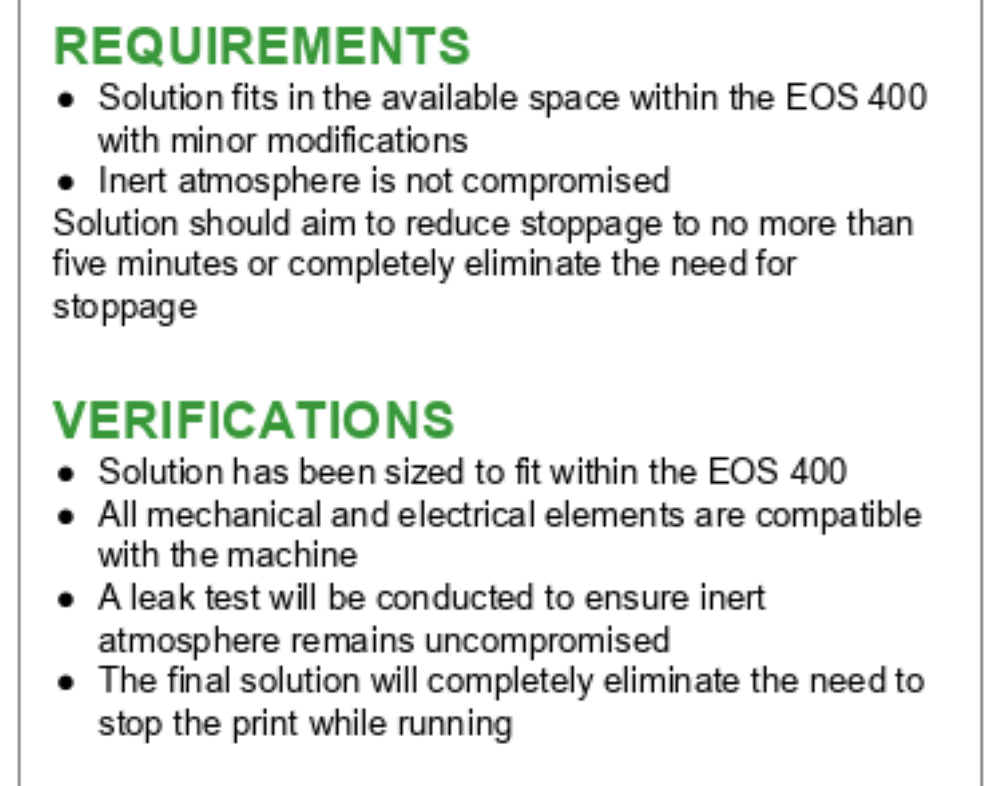 REQUIREMENTS
● Solution fits in the available space within the EOS 400
with minor modifications
● Inert atmosphere is not compromised
Solution should aim to reduce stoppage to no more than
five minutes or completely eliminate the need for
stoppage
VERIFICATIONS
● Solution has been sized to fit within the EOS 400
● All mechanical and electrical elements are compatible
with the machine
● A leak test will be conducted to ensure inert
atmosphere remains uncompromised
● The final solution will completely eliminate the need to
stop the print while running